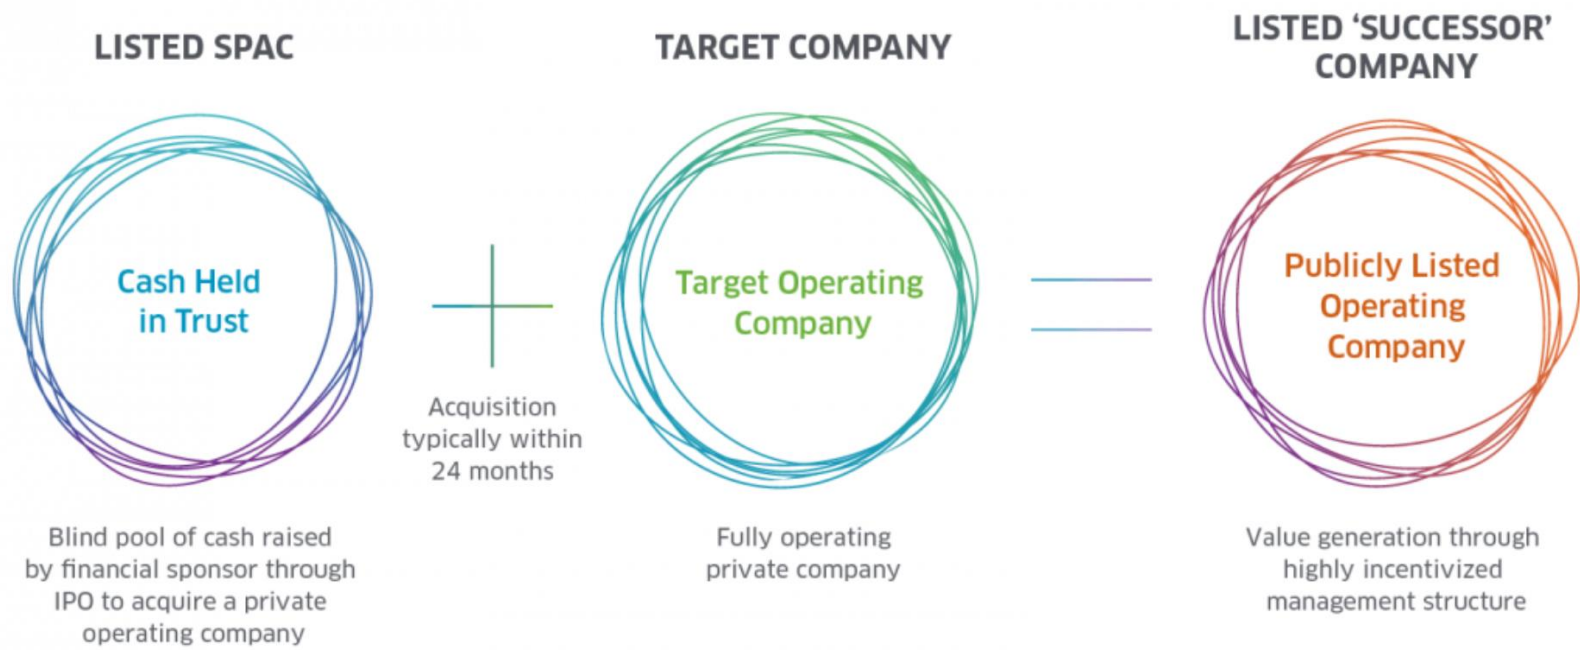 LISTED SPAC
Cash Held
in Trust
Blind pool of cash raised
by financial sponsor through
IPO to acquire a private
operating company
Acquisition
typically within
24 months
TARGET COMPANY
Target Operating
Company
Fully operating
private company
LISTED ‘SUCCESSOR’
COMPANY
Publicly Listed
Operating
Company
Value generation through
highly incentivized
management structure